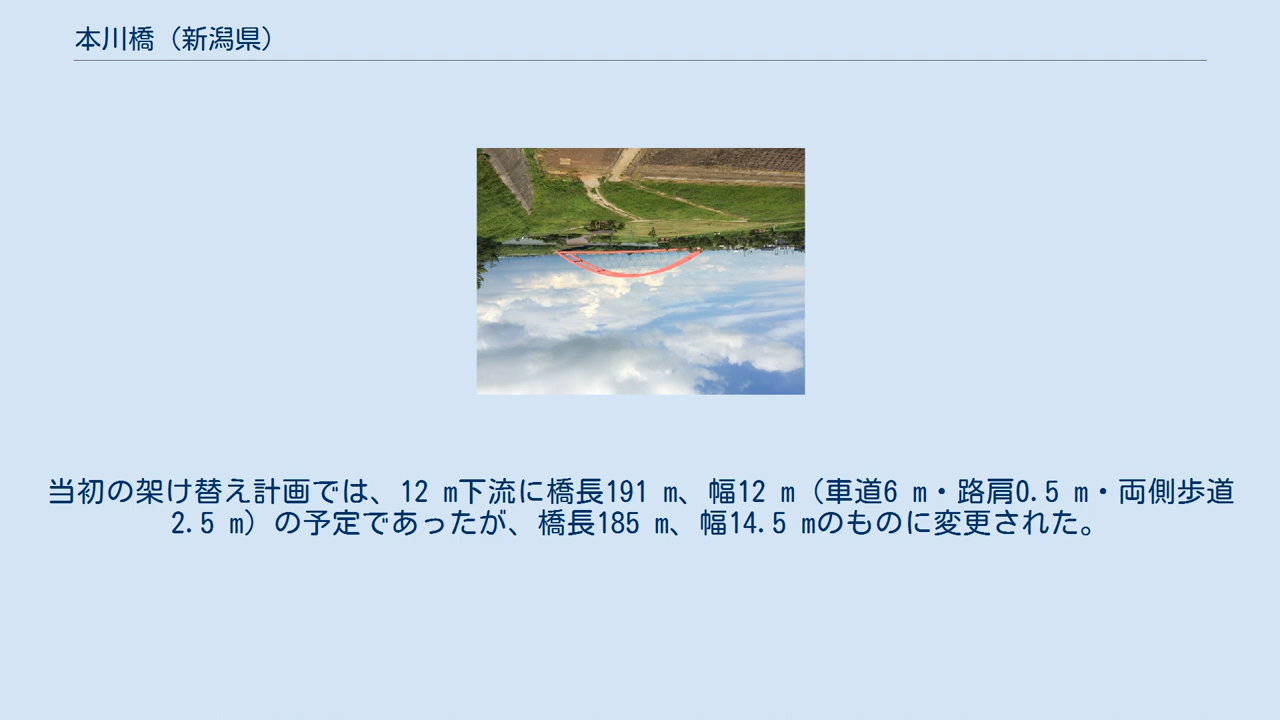 本川橋（新潟県）
当初の架け替え計画では、12 m下流に橋長191 m、幅12 m（車道6 m・路肩0.5 m・両側歩道
2.5 m）の予定であったが、橋長185 m、幅14.5 mのものに変更された。